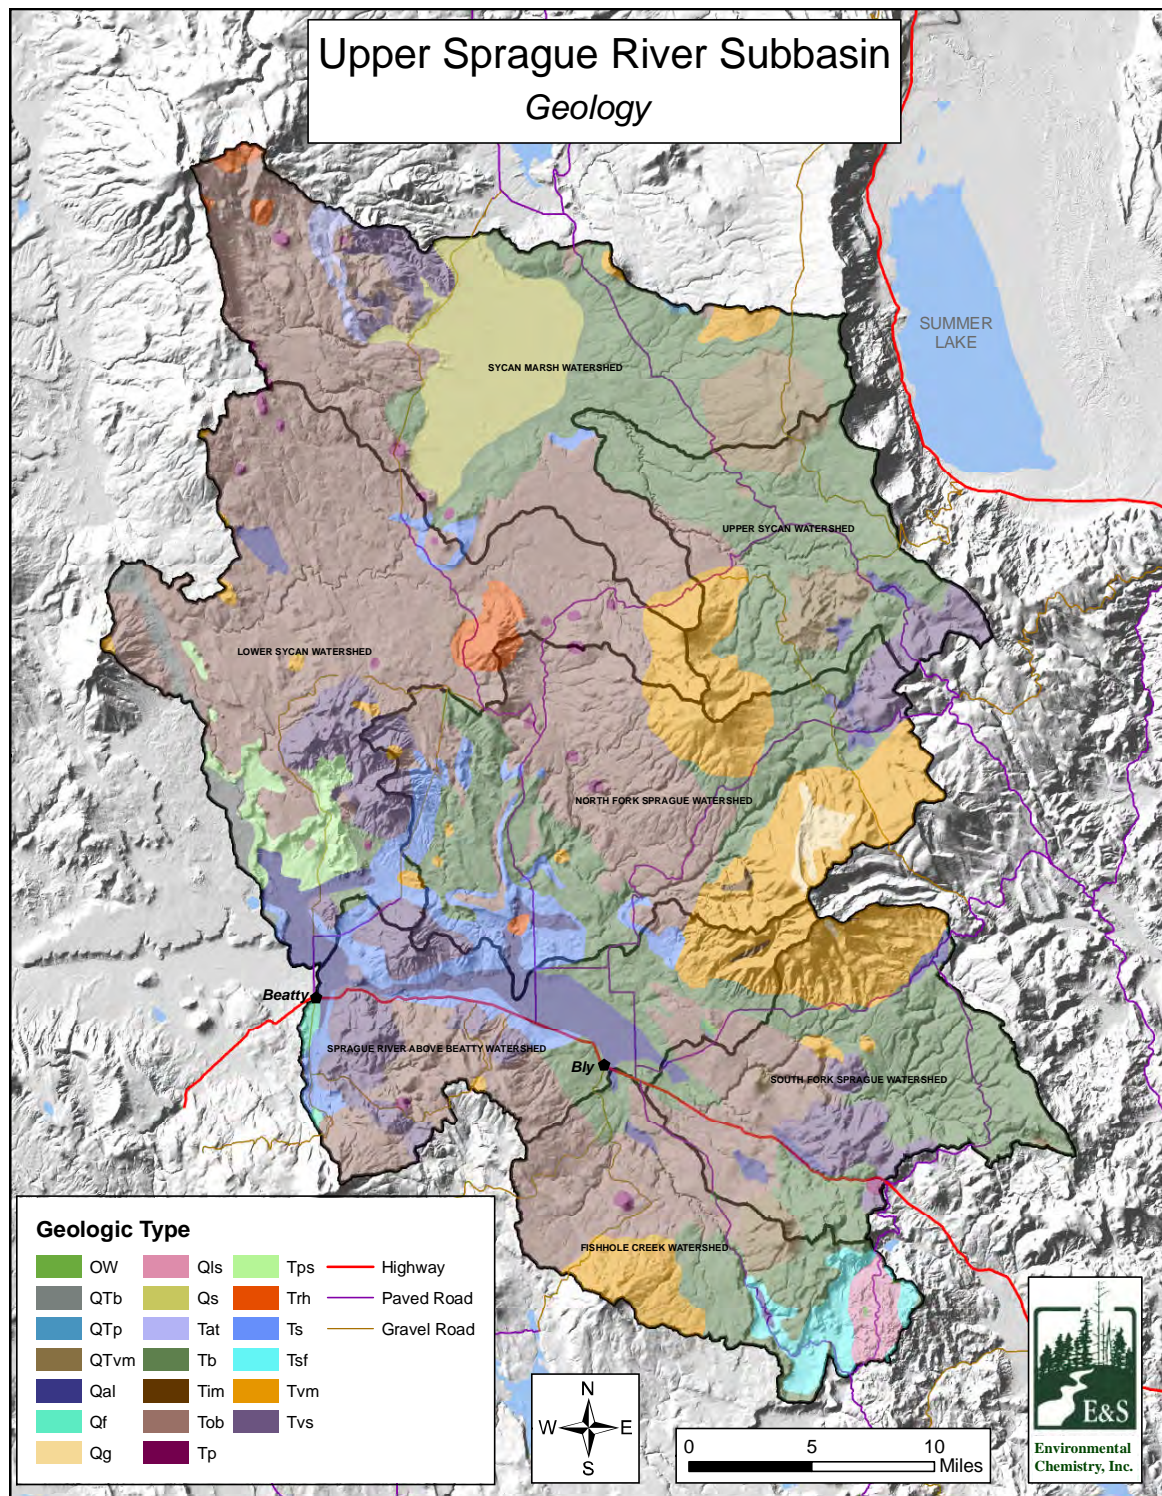 Upper Sprague River Subbasin
Geology
SUMMER
LAKE
SYCAN MARSH WATERSHED
UPPER SYCAN WATERSHED
LOWER SYCAN WATERSHED
NORTH FORK SPRAGUE WATERSHED
Beatty
SPRAGUE RIVER ABOVE BEATTY WATERSHED
Bly
SOUTH FORK SPRAGUE WATERSHED
FISHHOLE CREEK WATERSHED
Geologic Type
OW Qls Tps Highway
QTb Qs Trh Paved Road
QTp Tat Ts Gravel Road
QTvm Tb Tsf
Qal Tim Tvm
Qf Tob Tvs
Qg Tp
N
W E
S
0 5 10
Miles
E&S
Environmental
Chemistry, Inc.